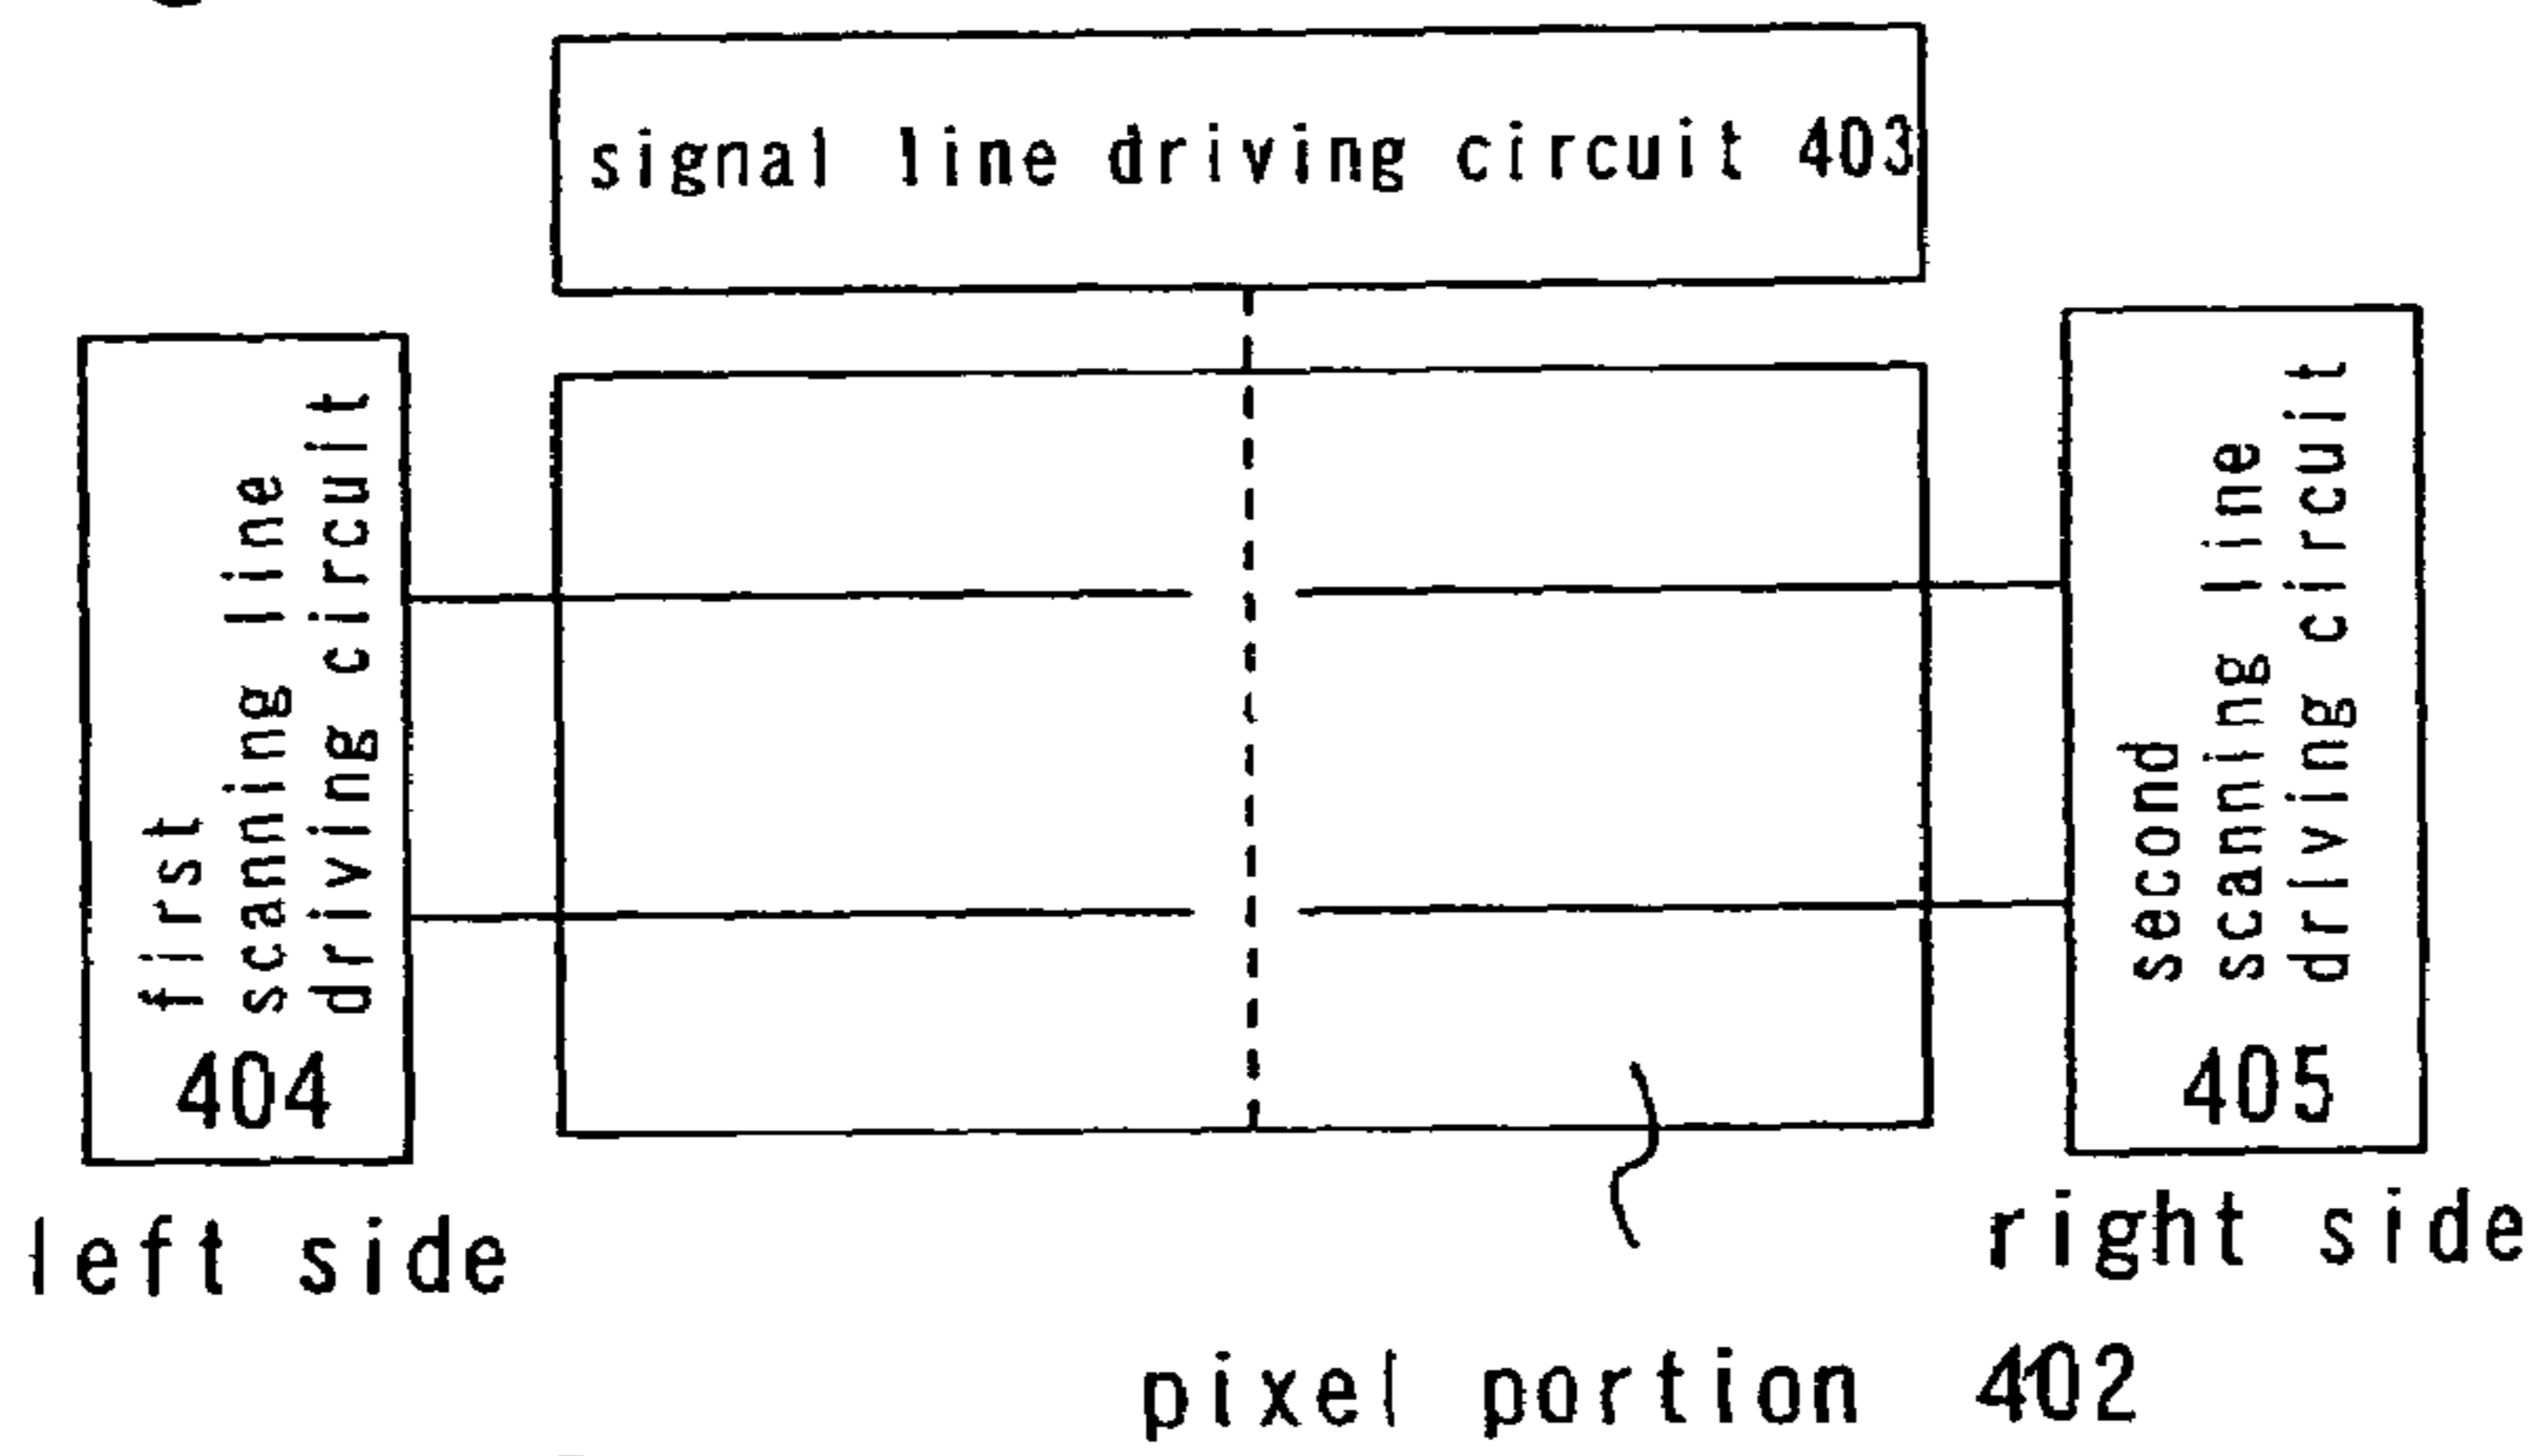 signal line driving circuit 403
first
scanning line
driving circuit
404
second
scanning line
driving circuit
405
left side
right side
pixel portion 402